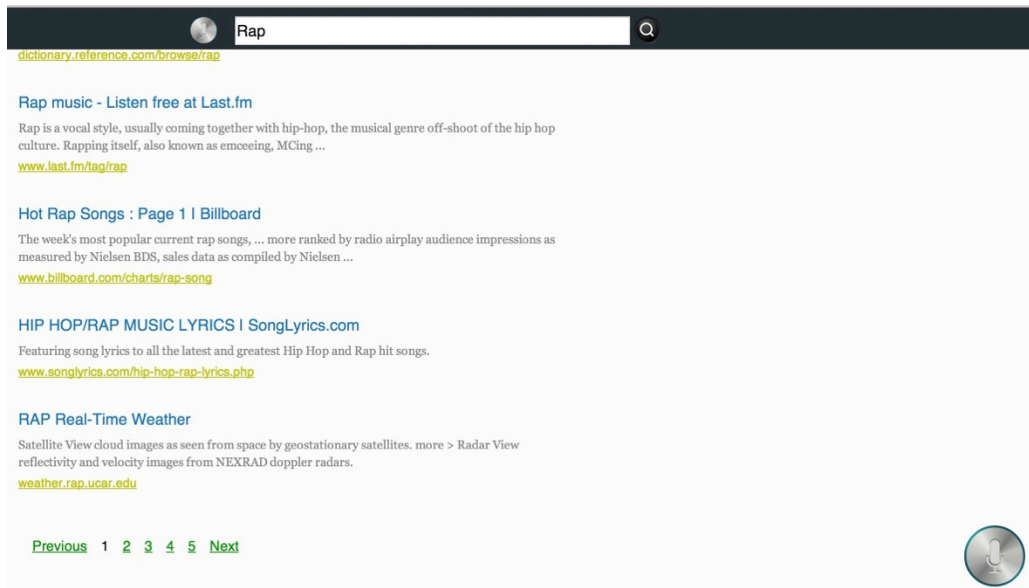 Rap
dictionary.reference.com/browse/rap
Rap music - Listen free at Last.fm
Rap is a vocal style, usually coming together with hip-hop, the musical genre off-shoot of the hip hop
culture. Rapping itself, also known as emceeing, MCing ...
www.last.fm/tag/rap
Hot Rap Songs : Page 1 | Billboard
The week's most popular current rap songs, ... more ranked by radio airplay audience impressions as
measured by Nielsen BDS, sales data as compiled by Nielsen ...
www.billboard.com/charts/rap-song
HIP HOP/RAP MUSIC LYRICS | SongLyrics.com
Featuring song lyrics to all the latest and greatest Hip Hop and Rap hit songs.
www.songlyrics.com/hip-hop-rap-lyrics.php
RAP Real-Time Weather
Satellite View cloud images as seen from space by geostationary satellites. more > Radar View
reflectivity and velocity images from NEXRAD doppler radars.
weather.rap.ucar.edu
Previous 1 2 3 4 5 Next